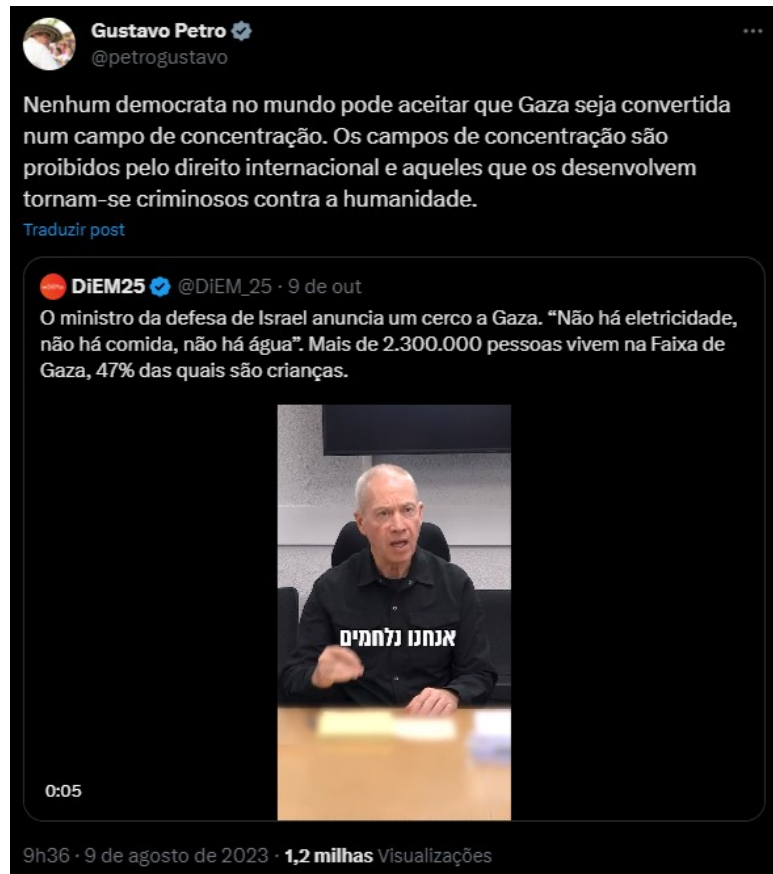 Gustavo Petro
@petrogustavo
Nenhum democrata no mundo pode aceitar que Gaza seja convertida
num campo de concentração. Os campos de concentração são
proibidos pelo direito internacional e aqueles que os desenvolvem
tornam-se criminosos contra a humanidade.
Traduzir post
DiEM25 @DiEM_25 · 9 de out
O ministro da defesa de Israel anuncia um cerco a Gaza. “Não há eletricidade,
não há comida, não há água”. Mais de 2.300.000 pessoas vivem na Faixa de
Gaza, 47% das quais são crianças.
אנחנו נלחמים
0:05
9h36 · 9 de agosto de 2023 · 1,2 milhas Visualizações